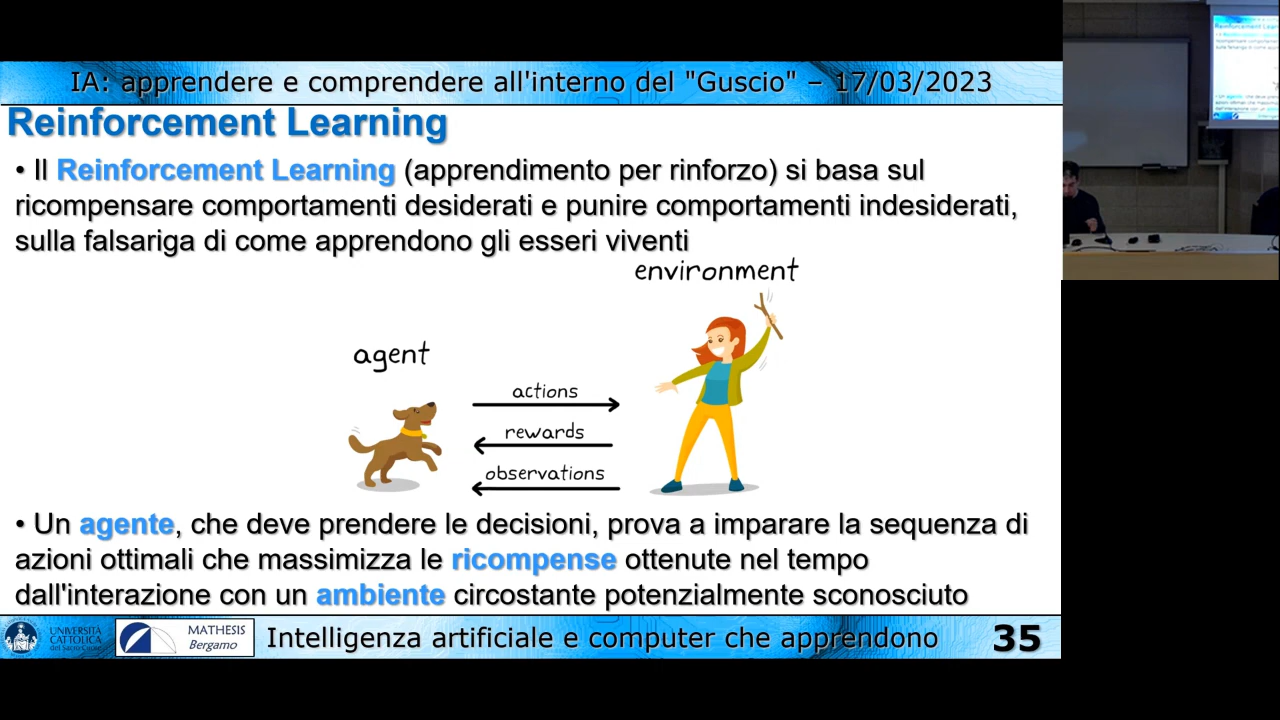 IA: apprendere e comprendere all'interno del "Guscio" – 17/03/2023
Reinforcement Learning
• Il Reinforcement Learning (apprendimento per rinforzo) si basa sul
ricompensare comportamenti desiderati e punire comportamenti indesiderati,
sulla falsariga di come apprendono gli esseri viventi
environment
agent
actions
rewards
observations
• Un agente, che deve prendere le decisioni, prova a imparare la sequenza di
azioni ottimali che massimizza le ricompense ottenute nel tempo
dall'interazione con un ambiente circostante potenzialmente sconosciuto
UNIVERSITÀ
CATTOLICA
del Sacro Cuore
MATHESIS
Bergamo
Intelligenza artificiale e computer che apprendono
35